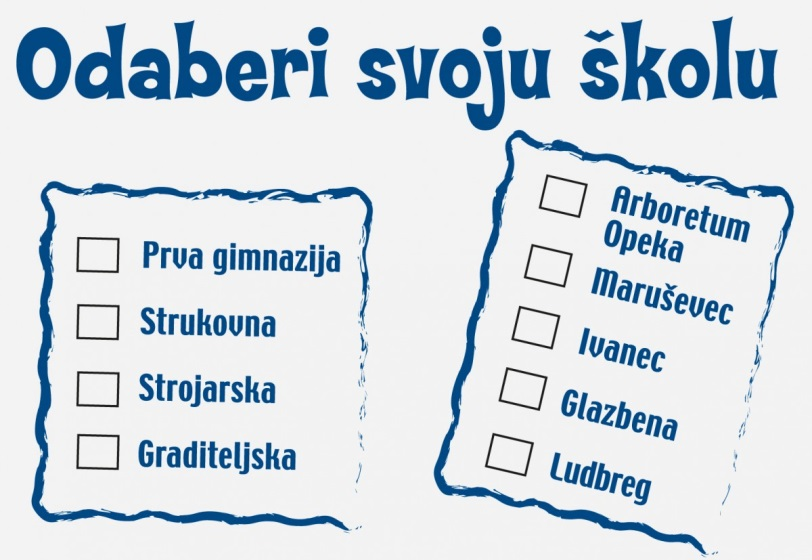 Odaberi svoju školu
Prva gimnazija
Strukovna
Strojarska
Graditeljska
Arboretum
Opeka
Maruševec
Ivanec
Glazbena
Ludbreg